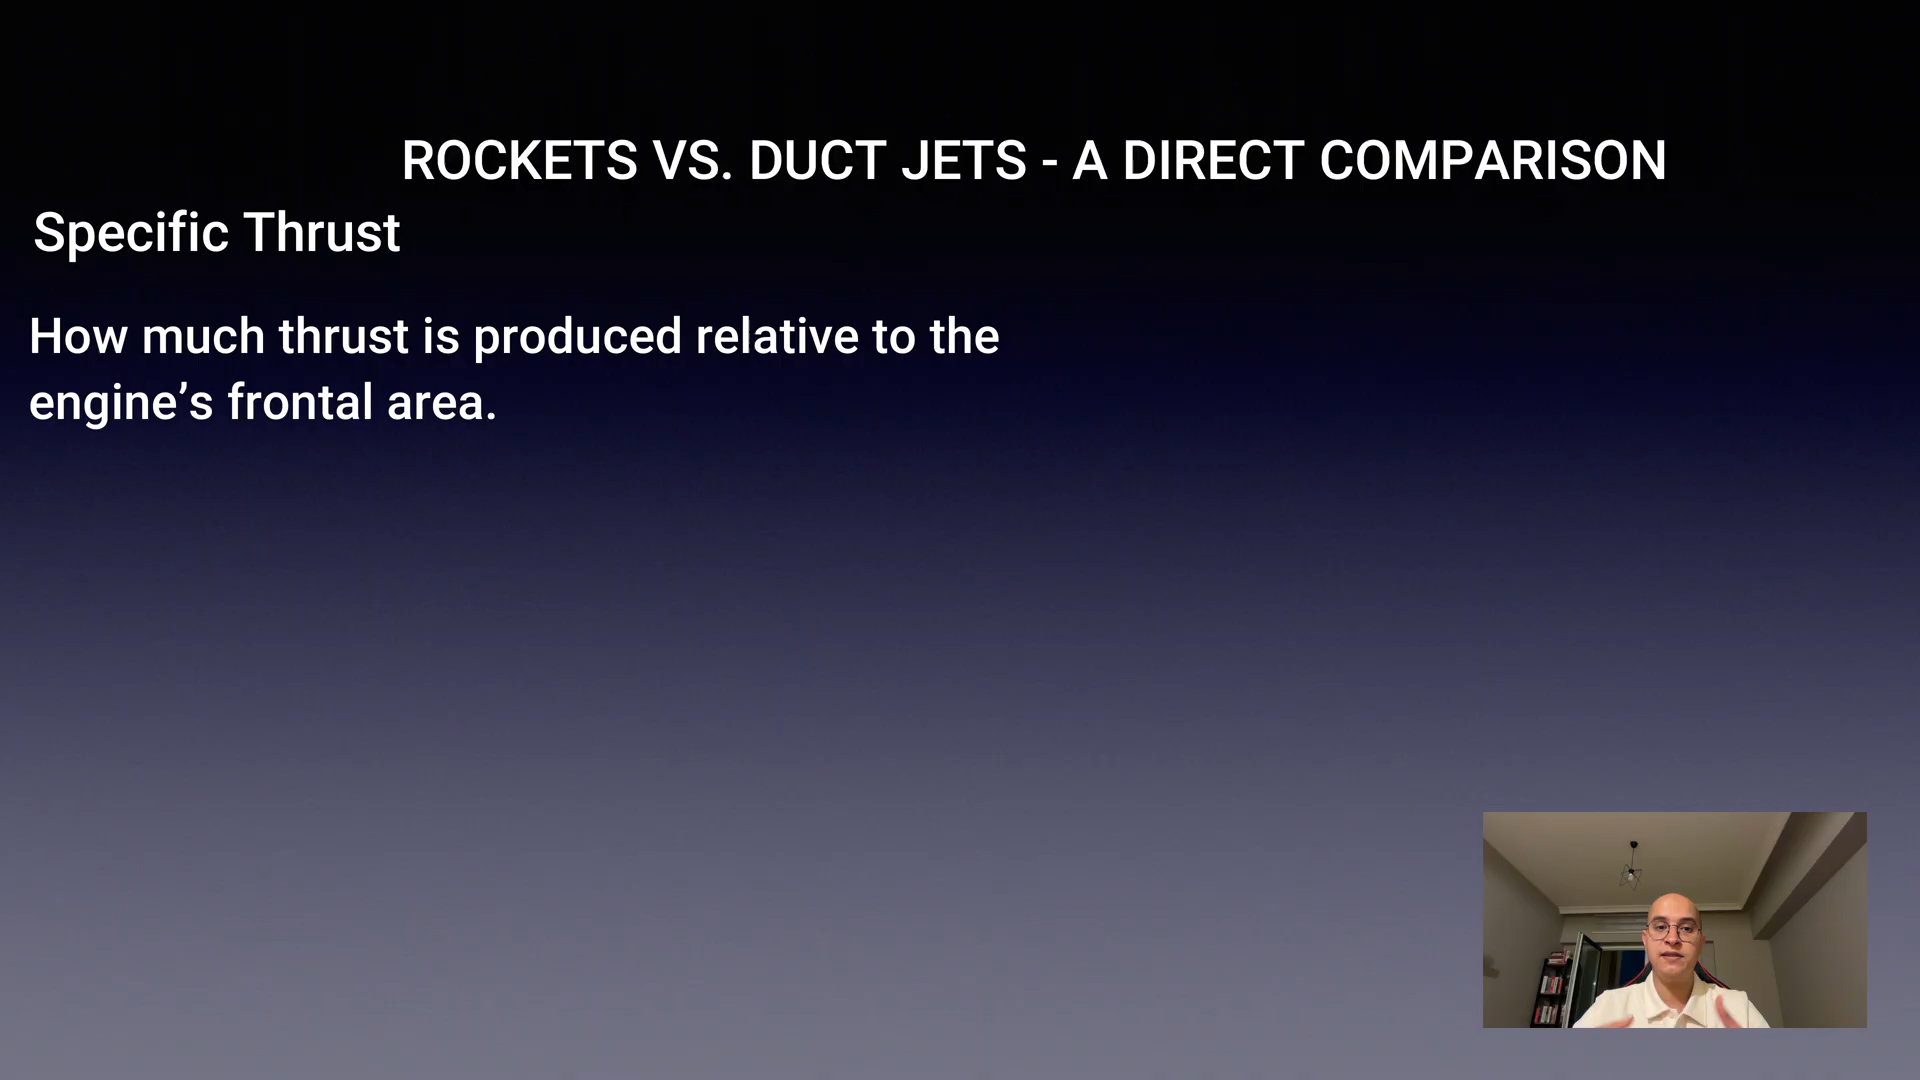 ROCKETS VS. DUCT JETS - A DIRECT COMPARISON
Specific Thrust
How much thrust is produced relative to the
engine’s frontal area.